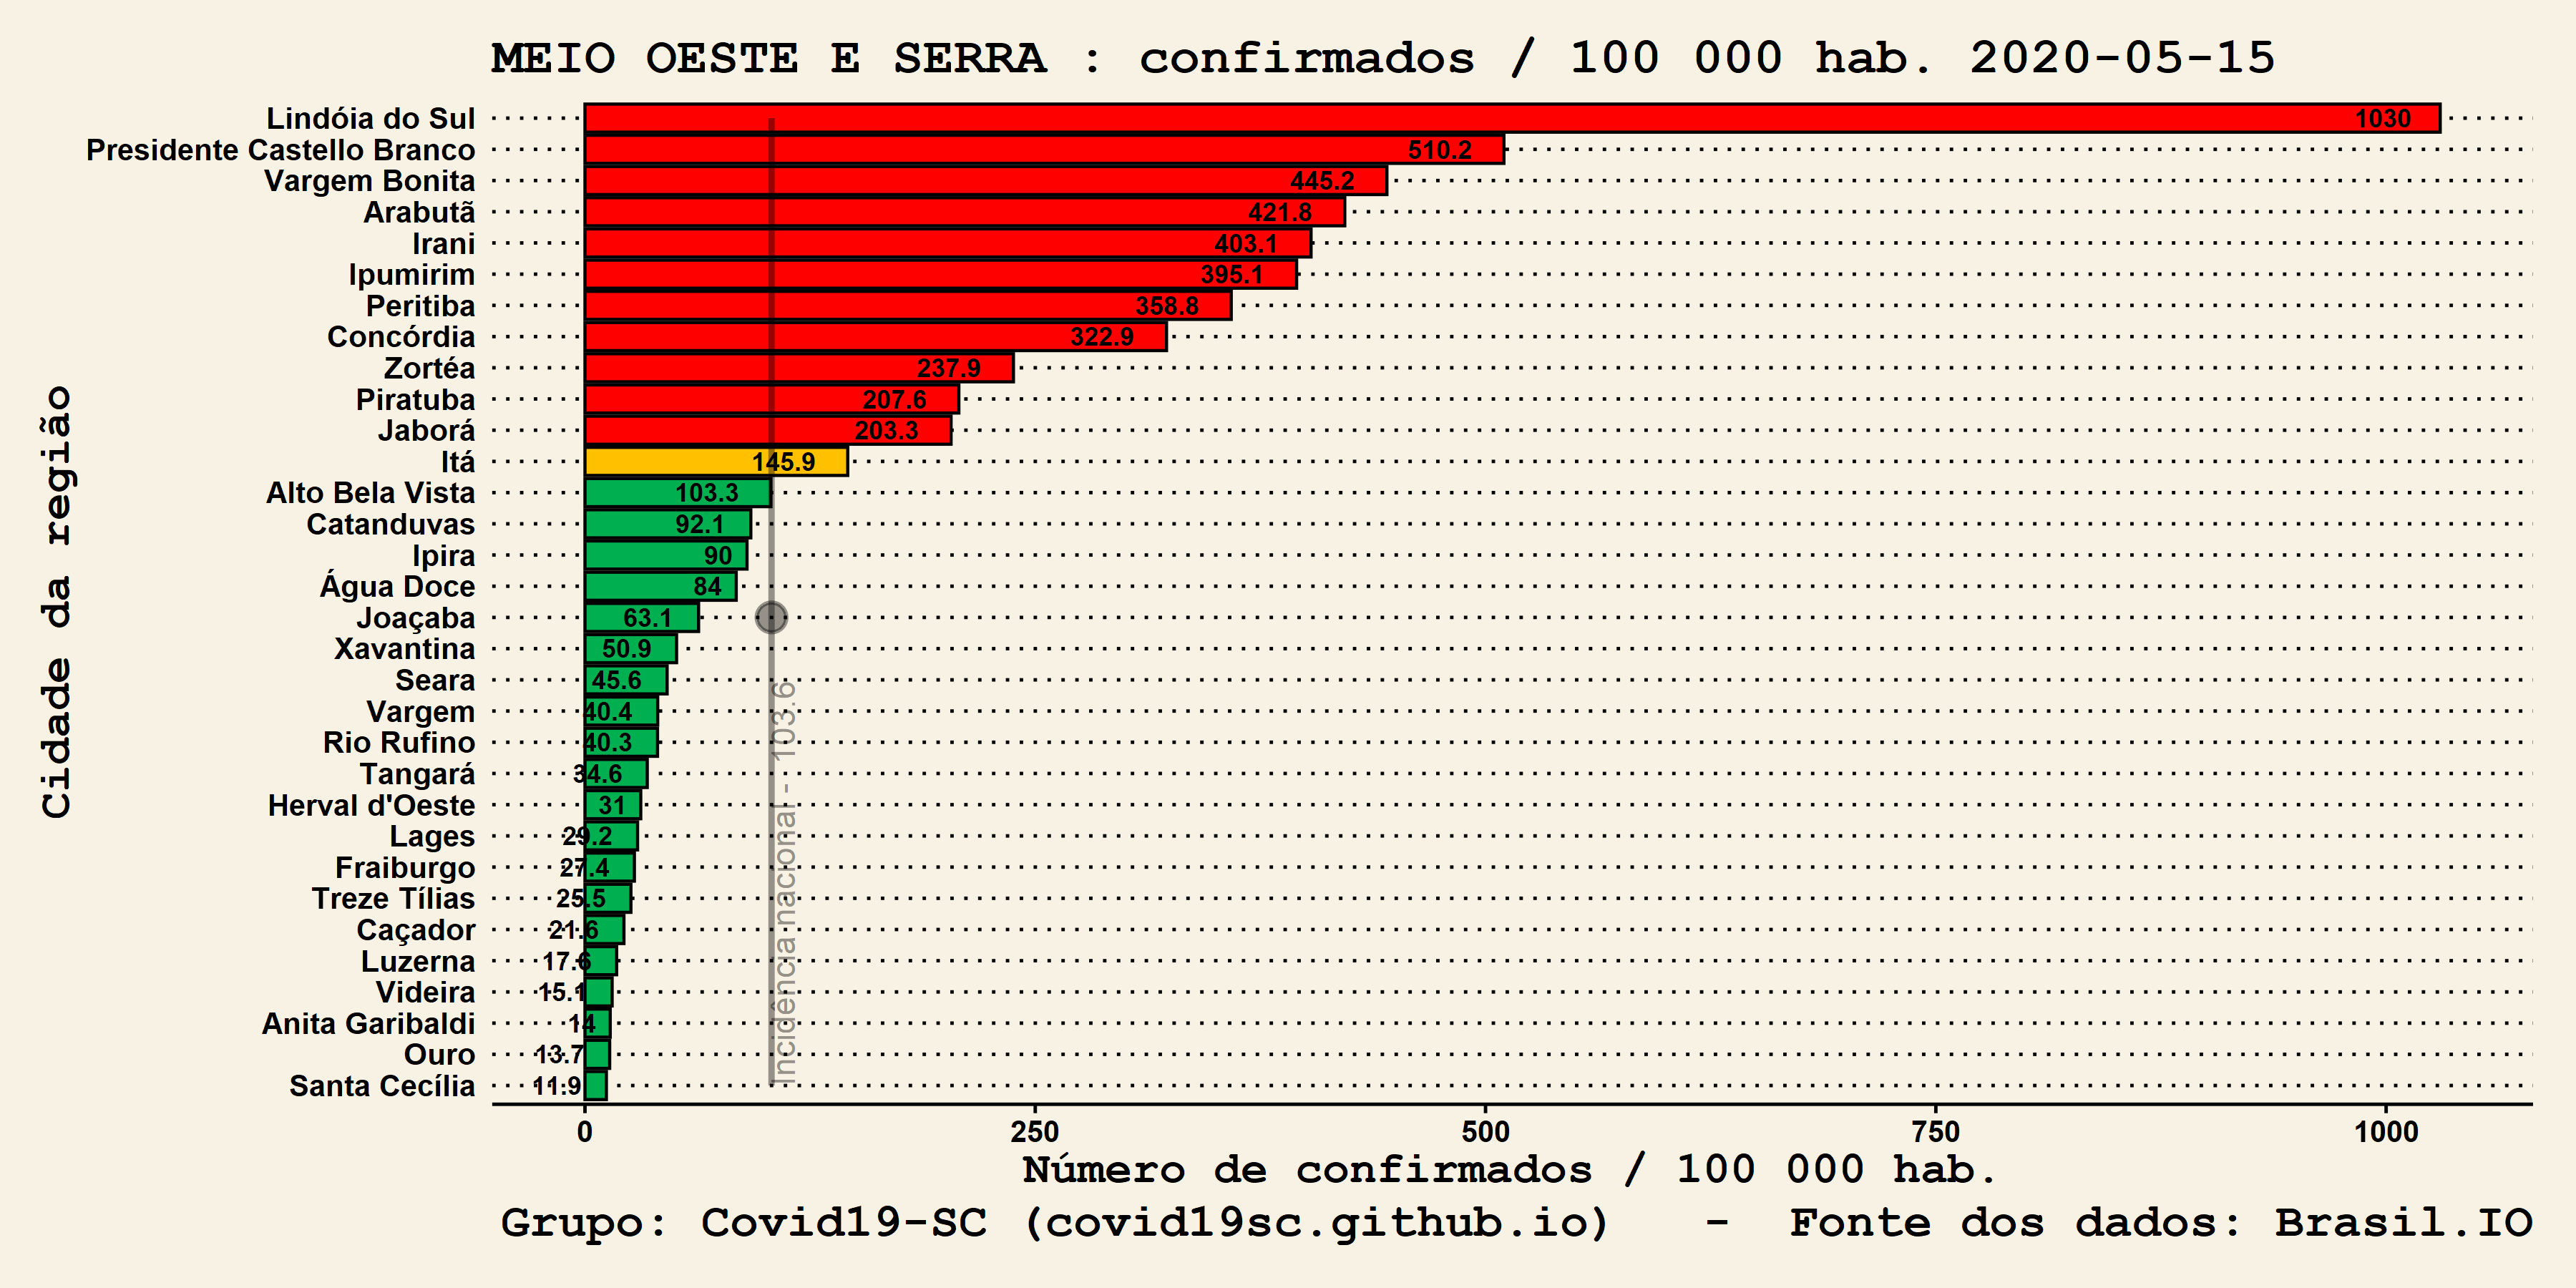 MEIO OESTE E SERRA : confirmados / 100 000 hab. 2020-05-15
Cidade da região
Lindóia do Sul 1030
Presidente Castello Branco 510.2
Vargem Bonita 445.2
Arabutã 421.8
Irani 403.1
Ipumirim 395.1
Peritiba 358.8
Concórdia 322.9
Zortéa 237.9
Piratuba 207.6
Jaborá 203.3
Itá 145.9
Alto Bela Vista 103.3
Catanduvas 92.1
Ipira 90
Água Doce 84
Joaçaba 63.1
Xavantina 50.9
Seara 45.6
Vargem 40.4
Rio Rufino 40.3
Tangará 34.6
Herval d'Oeste 31
Lages 29.2
Fraiburgo 27.4
Treze Tílias 25.5
Caçador 21.6
Luzerna 17.6
Videira 15.1
Anita Garibaldi 14
Ouro 13.7
Santa Cecília 11.9
Incidência nacional - 103.6
0 250 500 750 1000
Número de confirmados / 100 000 hab.
Grupo: Covid19-SC (covid19sc.github.io) - Fonte dos dados: Brasil.IO